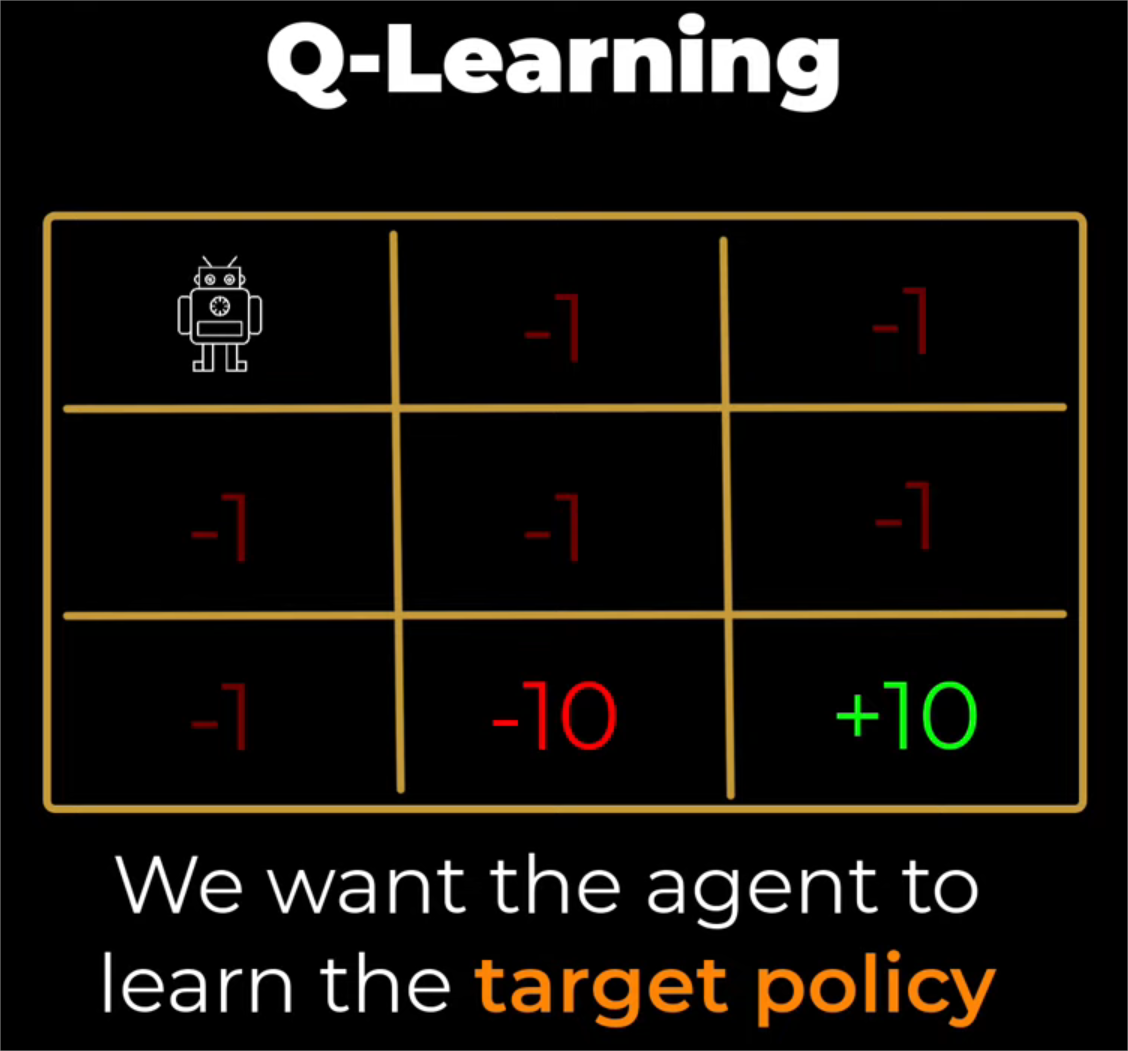 Q-Learning
-1 -1
-1 -1 -1
-1 -10 +10
We want the agent to
learn the target policy